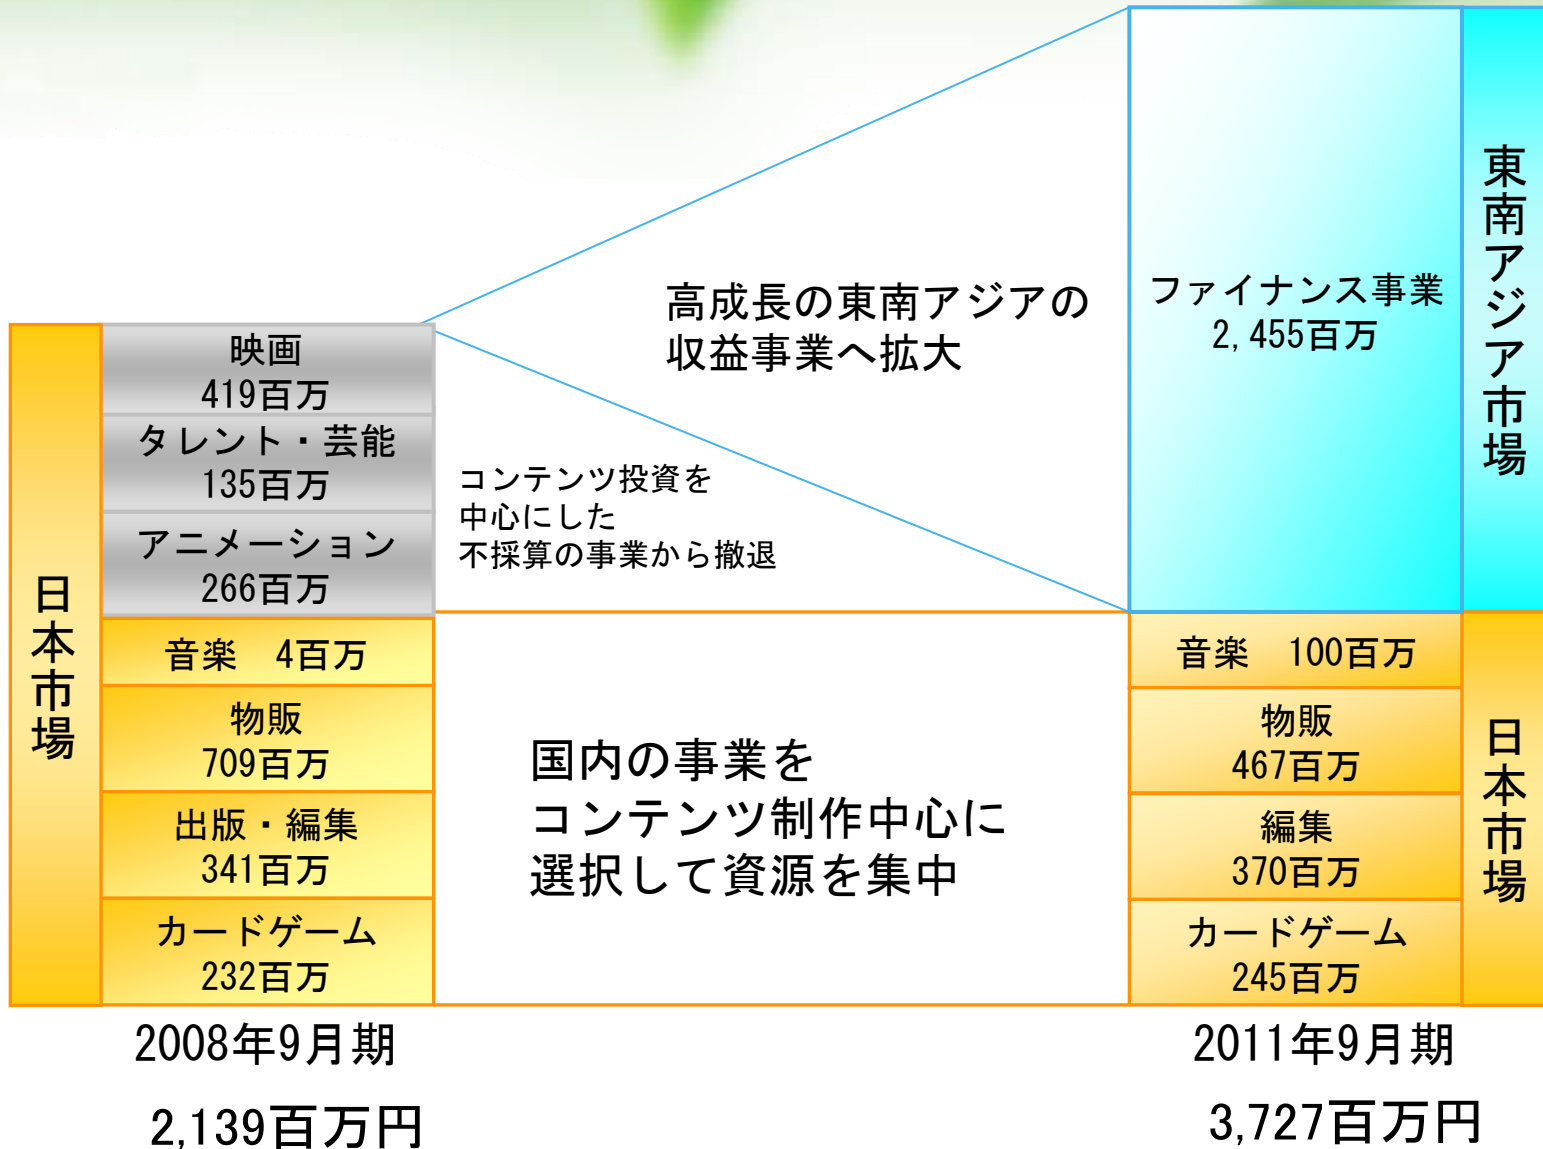 日本市場
映画
419百万
タレント・芸能
135百万
アニメーション
266百万
音楽　4百万
物販
709百万
出版・編集
341百万
カードゲーム
232百万
2008年9月期
2,139百万円
高成長の東南アジアの
収益事業へ拡大
コンテンツ投資を
中心にした
不採算の事業から撤退
国内の事業を
コンテンツ制作中心に
選択して資源を集中
ファイナンス事業
2,455百万
東南アジア市場
音楽　100百万
物販
467百万
編集
370百万
カードゲーム
245百万
日本市場
2011年9月期
3,727百万円